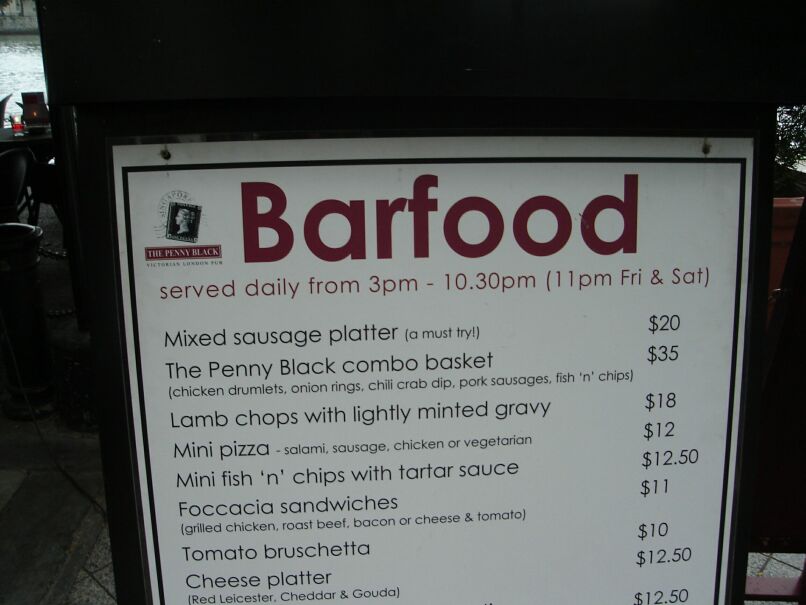 SINGAPORE
THE PENNY BLACK
VICTORIAN LONDON PUB
Barfood
served daily from 3pm - 10.30pm (11pm Fri & Sat)
Mixed sausage platter (a must try!) $20
The Penny Black combo basket $35
(chicken drumlets, onion rings, chili crab dip, pork sausages, fish 'n' chips)
Lamb chops with lightly minted gravy $18
Mini pizza - salami, sausage, chicken or vegetarian $12
Mini fish 'n' chips with tartar sauce $12.50
Foccacia sandwiches $11
(grilled chicken, roast beef, bacon or cheese & tomato)
Tomato bruschetta $10
Cheese platter $12.50
(Red Leicester, Cheddar & Gouda)
$12.50